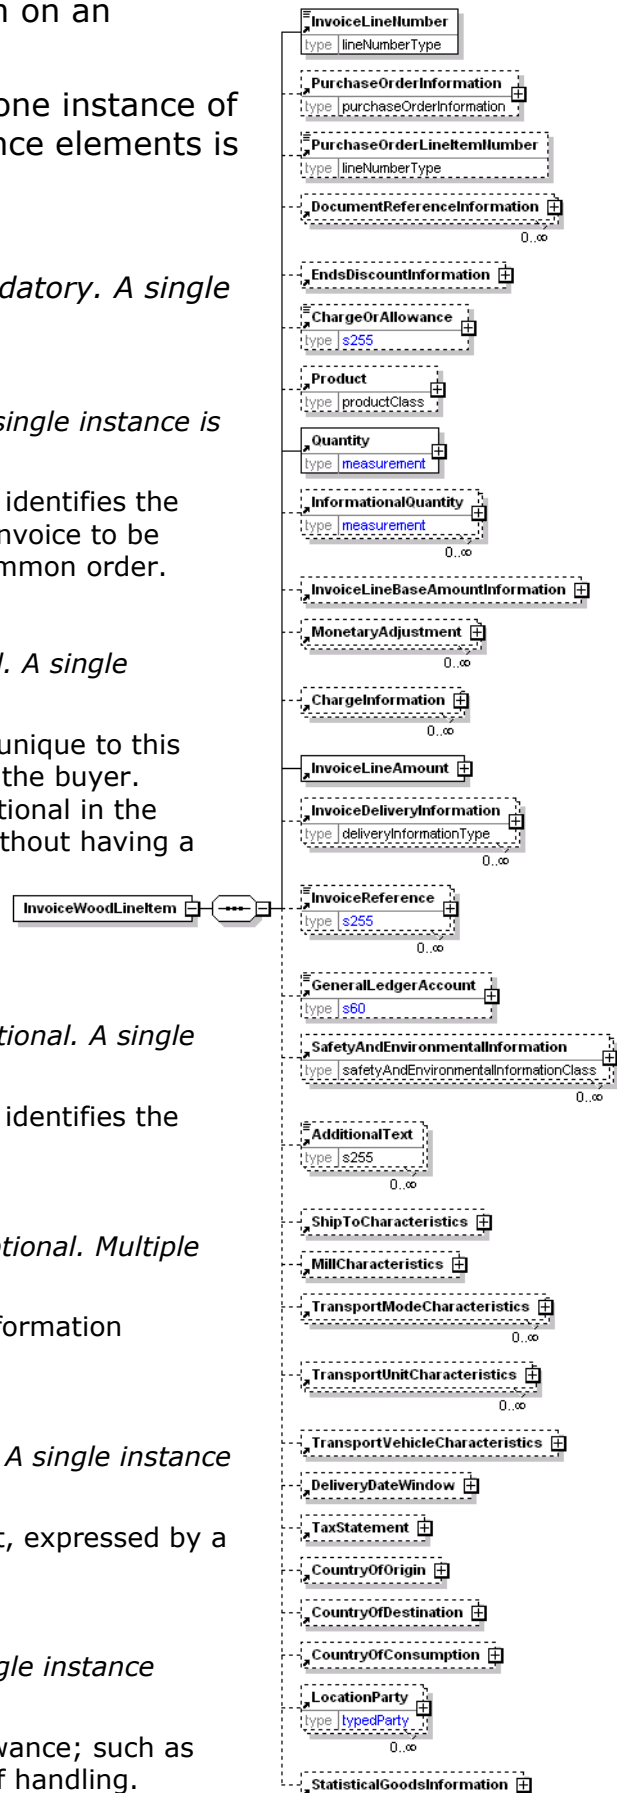 n on an
one instance of
nce elements is
datory. A single
single instance is
identifies the
nvoice to be
mmon order.
l. A single
unique to this
the buyer.
tional in the
thout having a
tional. A single
identifies the
otional. Multiple
formation
A single instance
t, expressed by a
gle instance
wance; such as
f handling.
InvoiceWoodLineItem
InvoiceLineNumber
type lineNumberType
PurchaseOrderInformation
type purchaseOrderInformation
PurchaseOrderLineItemNumber
type lineNumberType
DocumentReferenceInformation
0..∞
EndsDiscountInformation
ChargeOrAllowance
type s255
Product
type productClass
Quantity
type measurement
InformationalQuantity
type measurement
0..∞
InvoiceLineBaseAmountInformation
MonetaryAdjustment
0..∞
ChargeInformation
0..∞
InvoiceLineAmount
InvoiceDeliveryInformation
type deliveryInformationType
0..∞
InvoiceReference
type s255
0..∞
GeneralLedgerAccount
type s60
SafetyAndEnvironmentalInformation
type safetyAndEnvironmentalInformationClass
0..∞
AdditionalText
type s255
0..∞
ShipToCharacteristics
MillCharacteristics
TransportModeCharacteristics
0..∞
TransportUnitCharacteristics
0..∞
TransportVehicleCharacteristics
DeliveryDateWindow
TaxStatement
CountryOfOrigin
CountryOfDestination
CountryOfConsumption
LocationParty
type typedParty
0..∞
StatisticalGoodsInformation